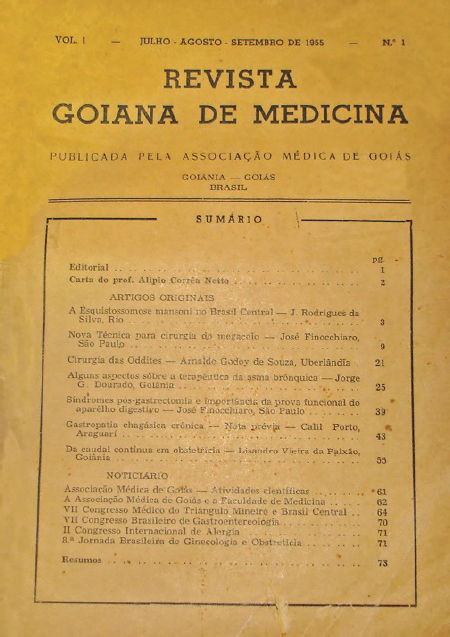 VOL. I — JULHO - AGOSTO - SETEMBRO DE 1955 — N.º 1
REVISTA
GOIANA DE MEDICINA
PUBLICADA PELA ASSOCIAÇÃO MÉDICA DE GOIÁS
GOIÂNIA — GOIÁS
BRASIL
SUMÁRIO
pg.
Editorial 1
Carta do prof. Alípio Corrêa Netto 2
ARTIGOS ORIGINAIS
A Esquistossomose mansoni no Brasil Central — J. Rodrigues da
Silva, Rio 3
Nova Técnica para cirurgia do megacolo — José Finocchiaro,
São Paulo 9
Cirurgia das Oddites — Arnaldo Godoy de Souza, Uberlândia 21
Alguns aspectos sôbre a terapêutica da asma brônquica — Jorge
G. Dourado, Goiânia 25
Síndromes pós-gastrectomia e importância da prova funcional do
aparêlho digestivo — José Finocchiaro, São Paulo 39
Gastropatia chagásica crônica — Nota prévia — Calil Porto,
Araguari 43
Da caudal contínua em obstetrícia — Lisandro Vieira da Paixão,
Goiânia 55
NOTICIÁRIO
Associação Médica de Goiás — Atividades científicas 61
A Associação Médica de Goiás e a Faculdade de Medicina 62
VII Congresso Médico do Triângulo Mineiro e Brasil Central 64
VII Congresso Brasileiro de Gastroentereologia 70
II Congresso Internacional de Alergia 71
8.ª Jornada Brasileira de Ginecologia e Obstetrícia 71
Resumos 73